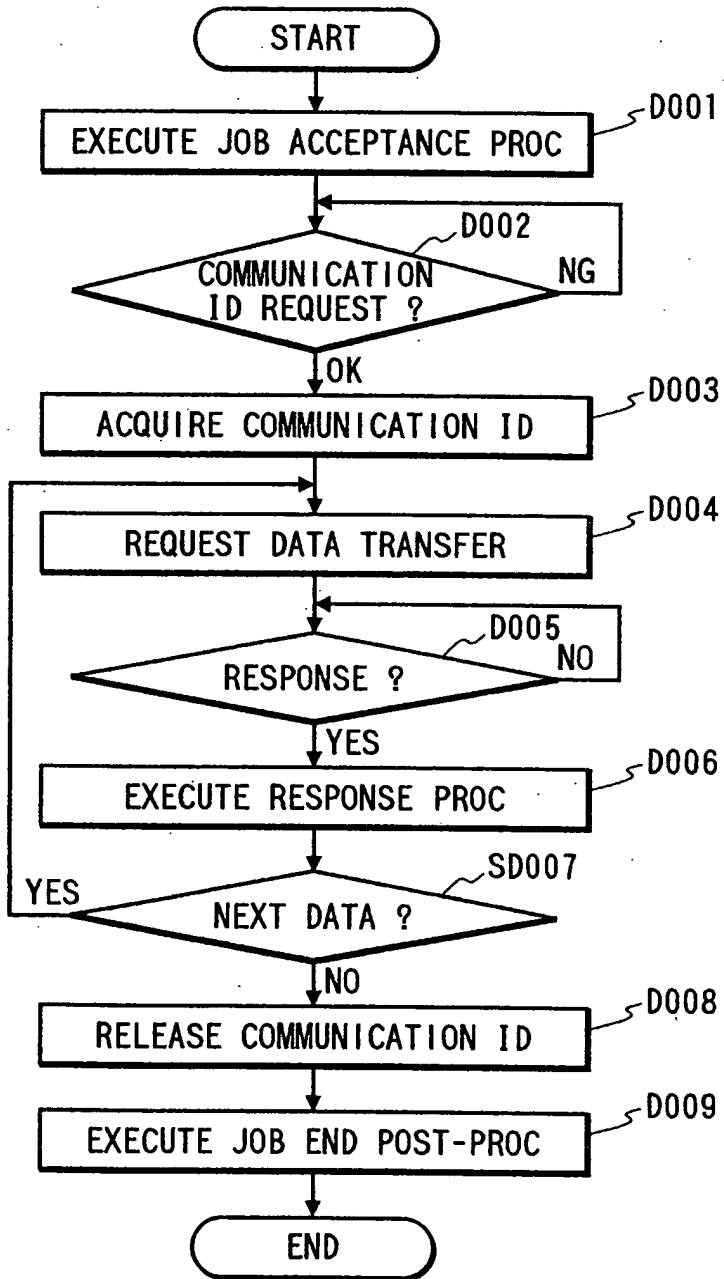 START
D001
EXECUTE JOB ACCEPTANCE PROC
D002
COMMUNICATION
ID REQUEST ?
NG
OK
D003
ACQUIRE COMMUNICATION ID
D004
REQUEST DATA TRANSFER
D005
RESPONSE ?
NO
YES
D006
EXECUTE RESPONSE PROC
SD007
YES
NEXT DATA ?
NO
D008
RELEASE COMMUNICATION ID
D009
EXECUTE JOB END POST-PROC
END